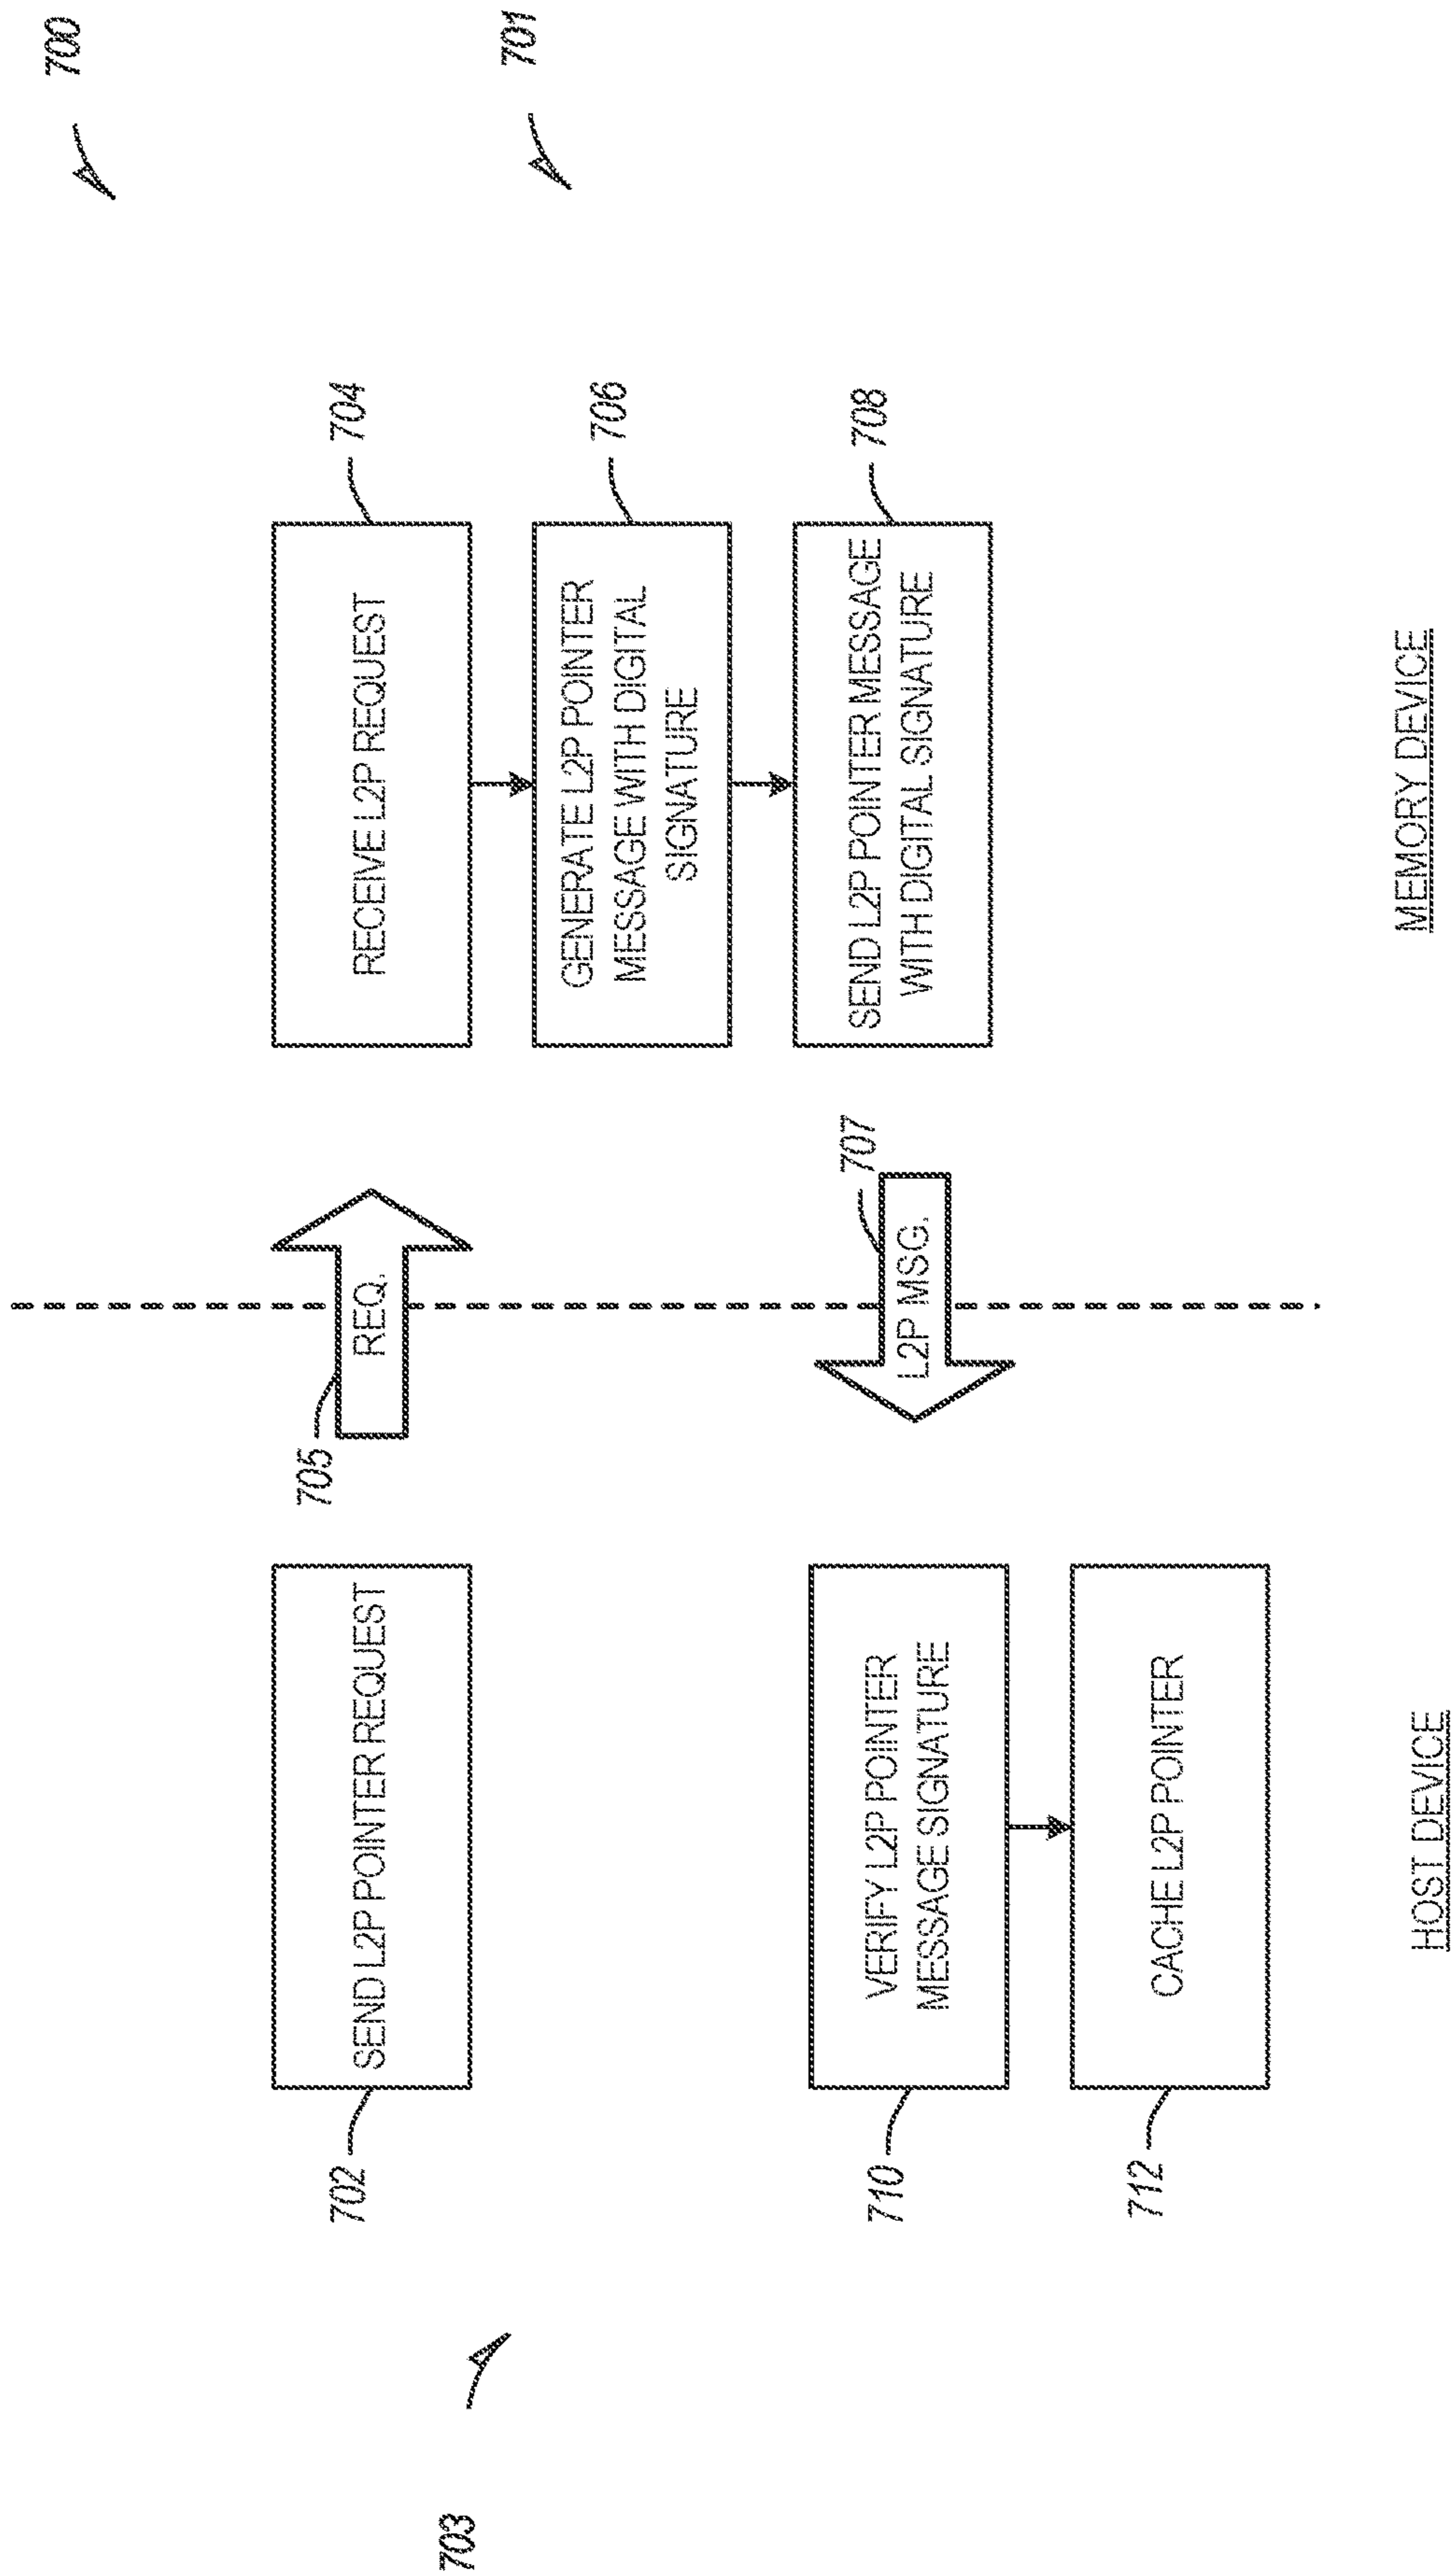 700
701
703
702
SEND L2P POINTER REQUEST
705
REQ.
RECEIVE L2P REQUEST
704
GENERATE L2P POINTER
MESSAGE WITH DIGITAL
SIGNATURE
706
707
L2P MSG.
SEND L2P POINTER MESSAGE
WITH DIGITAL SIGNATURE
708
710
VERIFY L2P POINTER
MESSAGE SIGNATURE
712
CACHE L2P POINTER
HOST DEVICE
MEMORY DEVICE